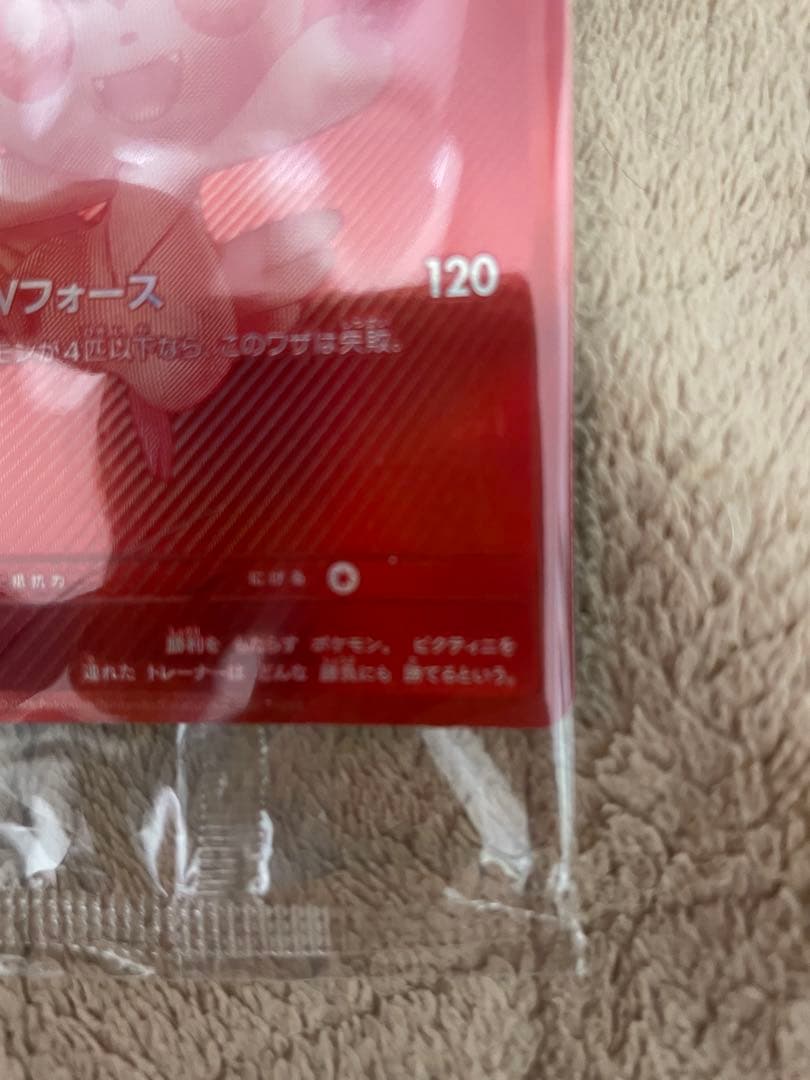 Vフォース 120
モンが4匹以下なら、このワザは失敗。
抵抗力 にげる
勝利を もたらす ポケモン。 ビクティニを
連れた トレーナーは どんな 勝負にも 勝てるという。